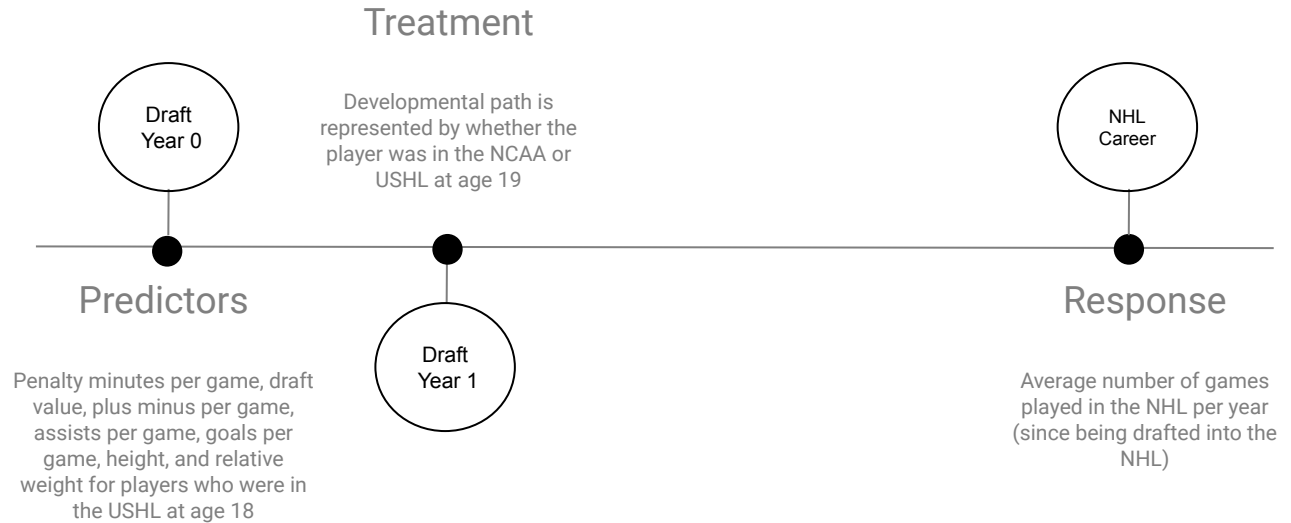 Treatment
Draft
Year 0
Developmental path is
represented by whether the
player was in the NCAA or
USHL at age 19
NHL
Career
Predictors
Response
Draft
Year 1
Penalty minutes per game, draft
value, plus minus per game,
assists per game, goals per
game, height, and relative
weight for players who were in
the USHL at age 18
Average number of games
played in the NHL per year
(since being drafted into the
NHL)